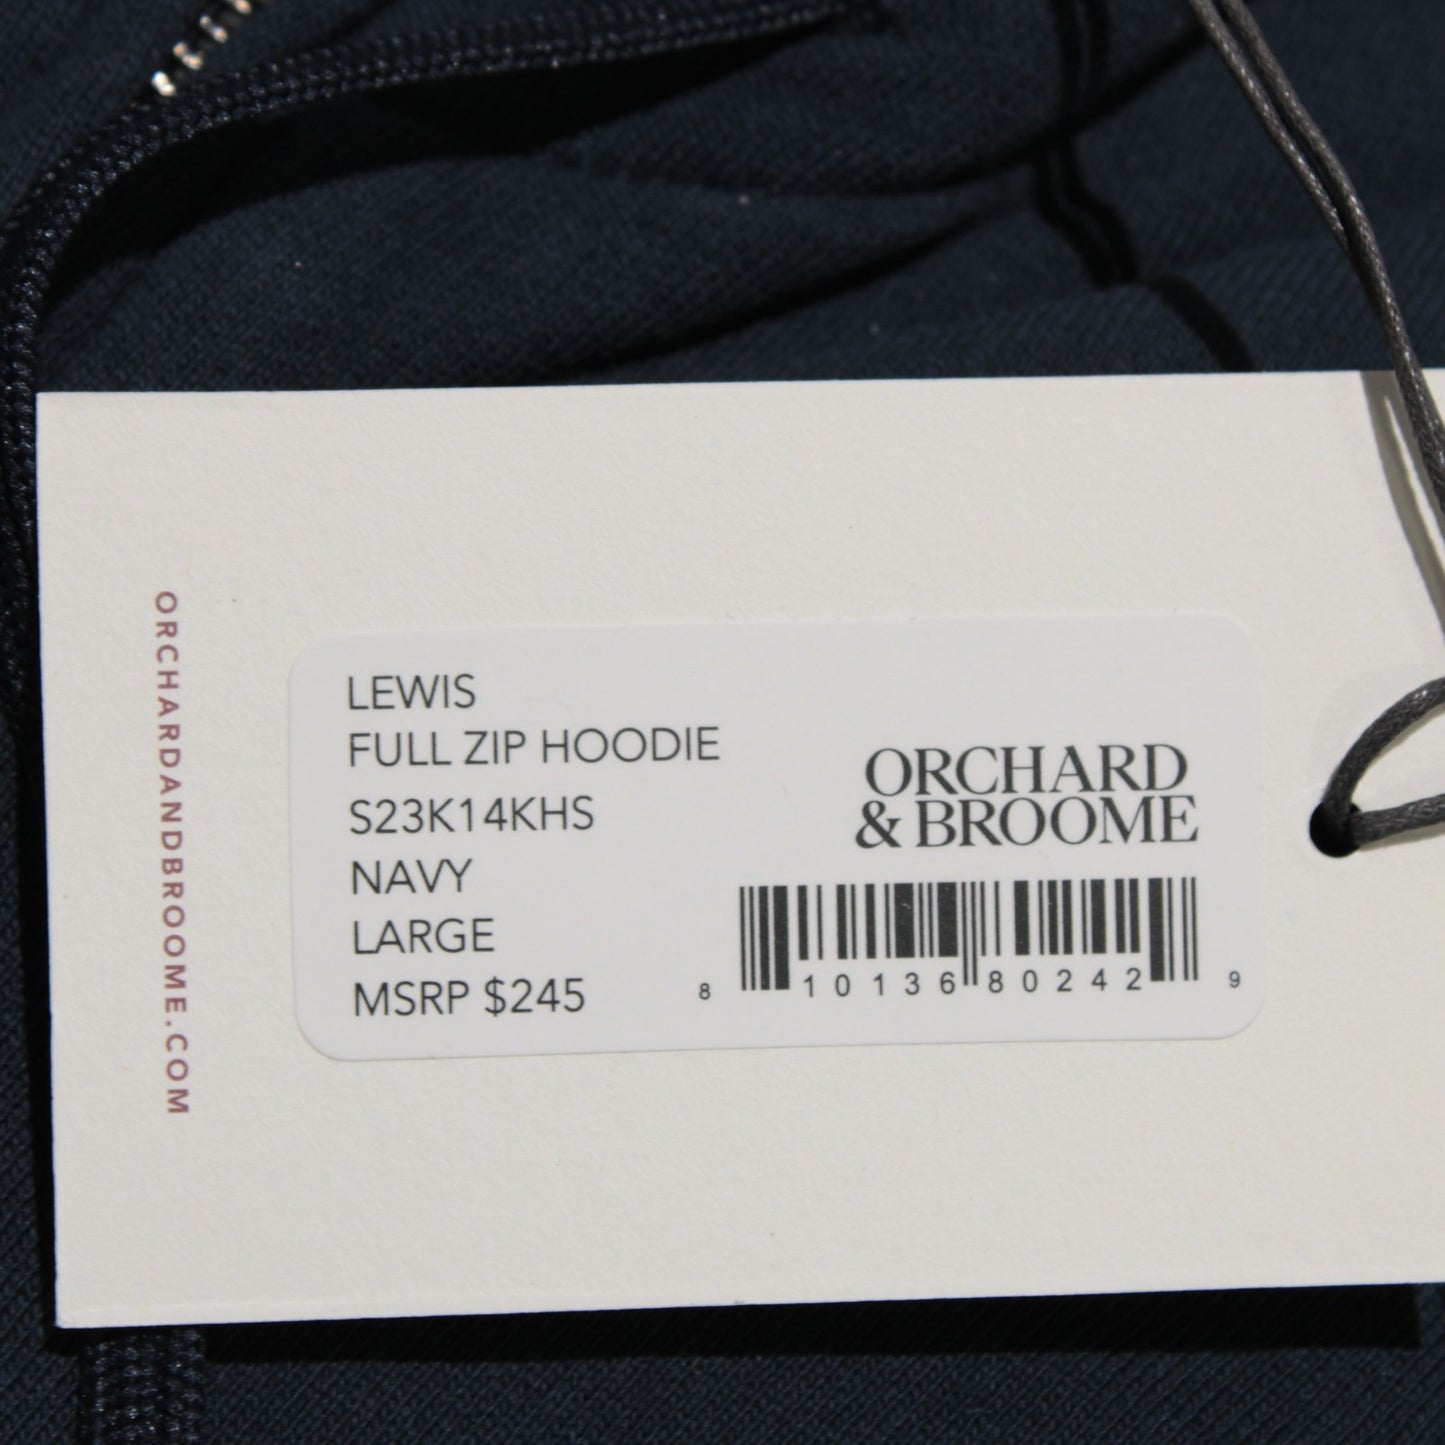 ORCHARDANDBROOME.COM
LEWIS
FULL ZIP HOODIE
S23K14KHS
NAVY
LARGE
MSRP $245
ORCHARD
& BROOME
8 10136 80242 9